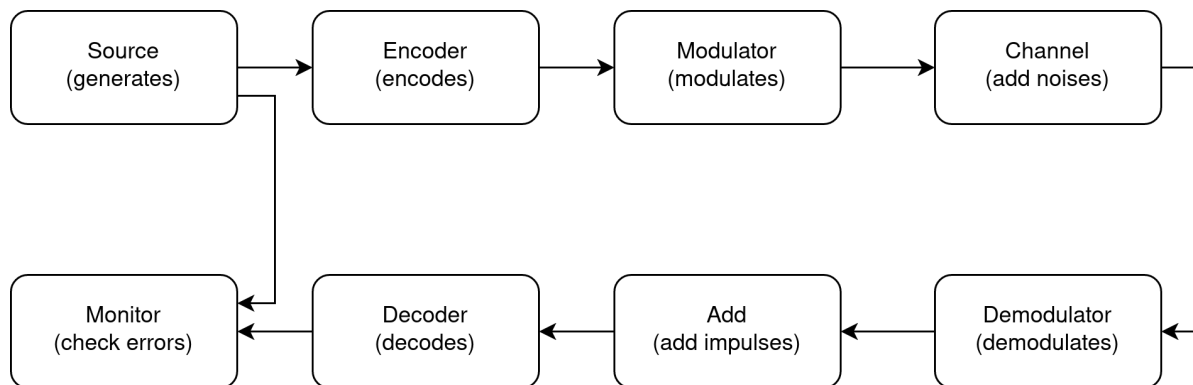 Source
(generates)
Encoder
(encodes)
Modulator
(modulates)
Channel
(add noises)
Monitor
(check errors)
Decoder
(decodes)
Add
(add impulses)
Demodulator
(demodulates)